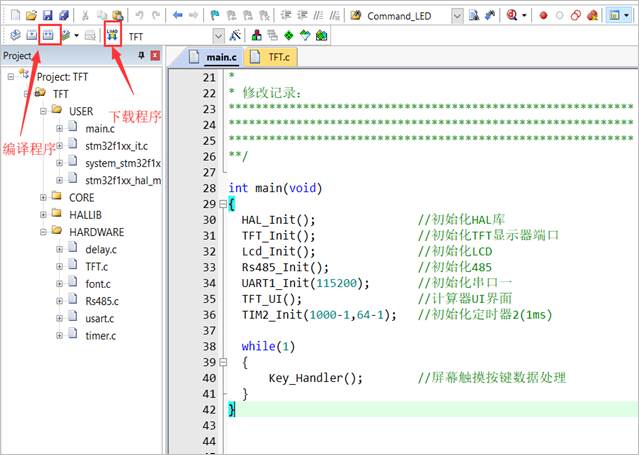 Command_LED
LOAD
TFT
Project
main.c
TFT.c
Project: TFT
TFT
USER
main.c
stm32f1xx_it.c
system_stm32f1x
stm32f1xx_hal_m
CORE
HALLIB
HARDWARE
delay.c
TFT.c
font.c
Rs485.c
usart.c
timer.c
编译程序
下载程序
21 *
22 * 修改记录:
23 ************************************************************
24 ************************************************************
25 ************************************************************
26 **/
27
28 int main(void)
29 {
30 HAL_Init(); //初始化HAL库
31 TFT_Init(); //初始化TFT显示器端口
32 Lcd_Init(); //初始化LCD
33 Rs485_Init(); //初始化485
34 UART1_Init(115200); //初始化串口一
35 TFT_UI(); //计算器UI界面
36 TIM2_Init(1000-1,64-1); //初始化定时器2(1ms)
37
38 while(1)
39 {
40 Key_Handler(); //屏幕触摸按键数据处理
41 }
42 }
43
44